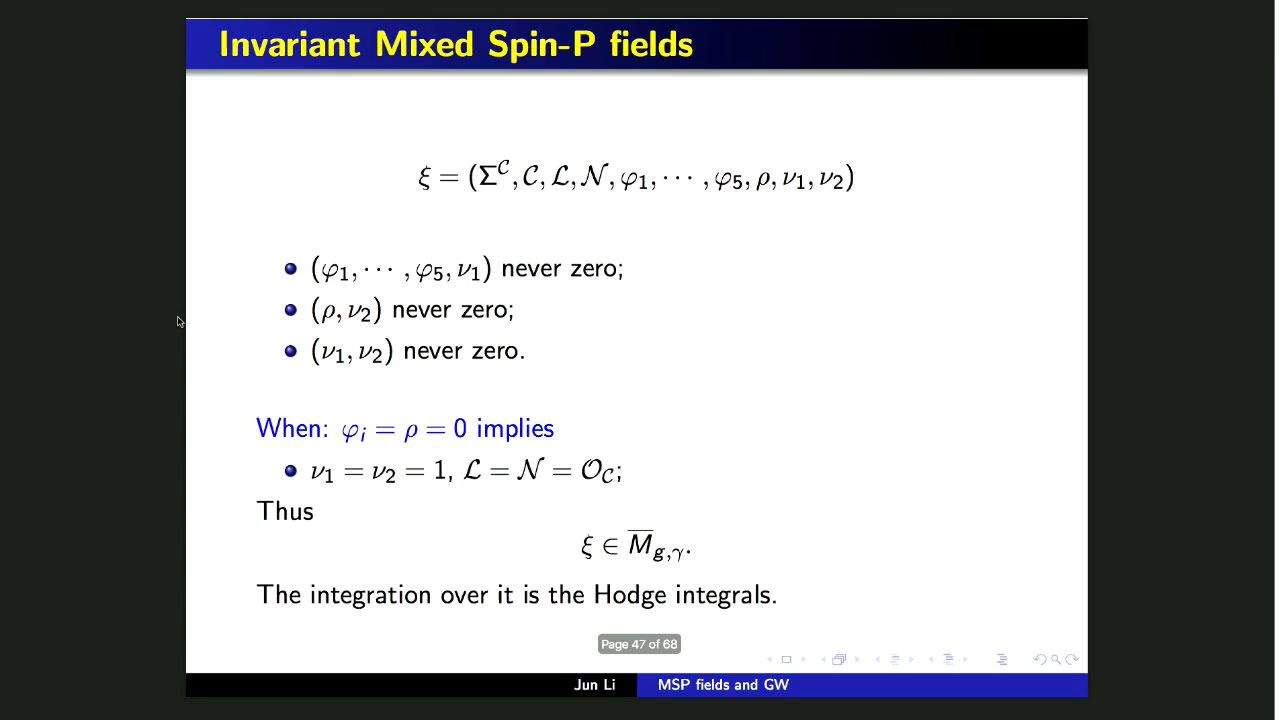 Invariant Mixed Spin-P fields
ξ = (Σ^𝒞, 𝒞, ℒ, 𝒩, φ₁, ⋯ , φ₅, ρ, ν₁, ν₂)
(φ₁, ⋯ , φ₅, ν₁) never zero;
(ρ, ν₂) never zero;
(ν₁, ν₂) never zero.
When: φᵢ = ρ = 0 implies
ν₁ = ν₂ = 1, ℒ = 𝒩 = 𝒪_𝒞;
Thus
ξ ∈ M̅_{g,γ}.
The integration over it is the Hodge integrals.
Page 47 of 68
Jun Li MSP fields and GW